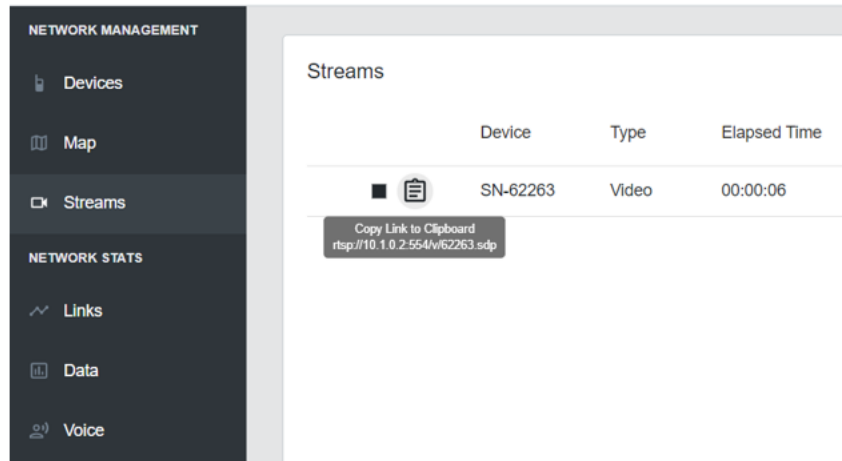 NETWORK MANAGEMENT
Devices
Map
Streams
NETWORK STATS
Links
Data
Voice
Streams
Device Type Elapsed Time
SN-62263 Video 00:00:06
Copy Link to Clipboard
rtsp://10.1.0.2:554/v/62263.sdp